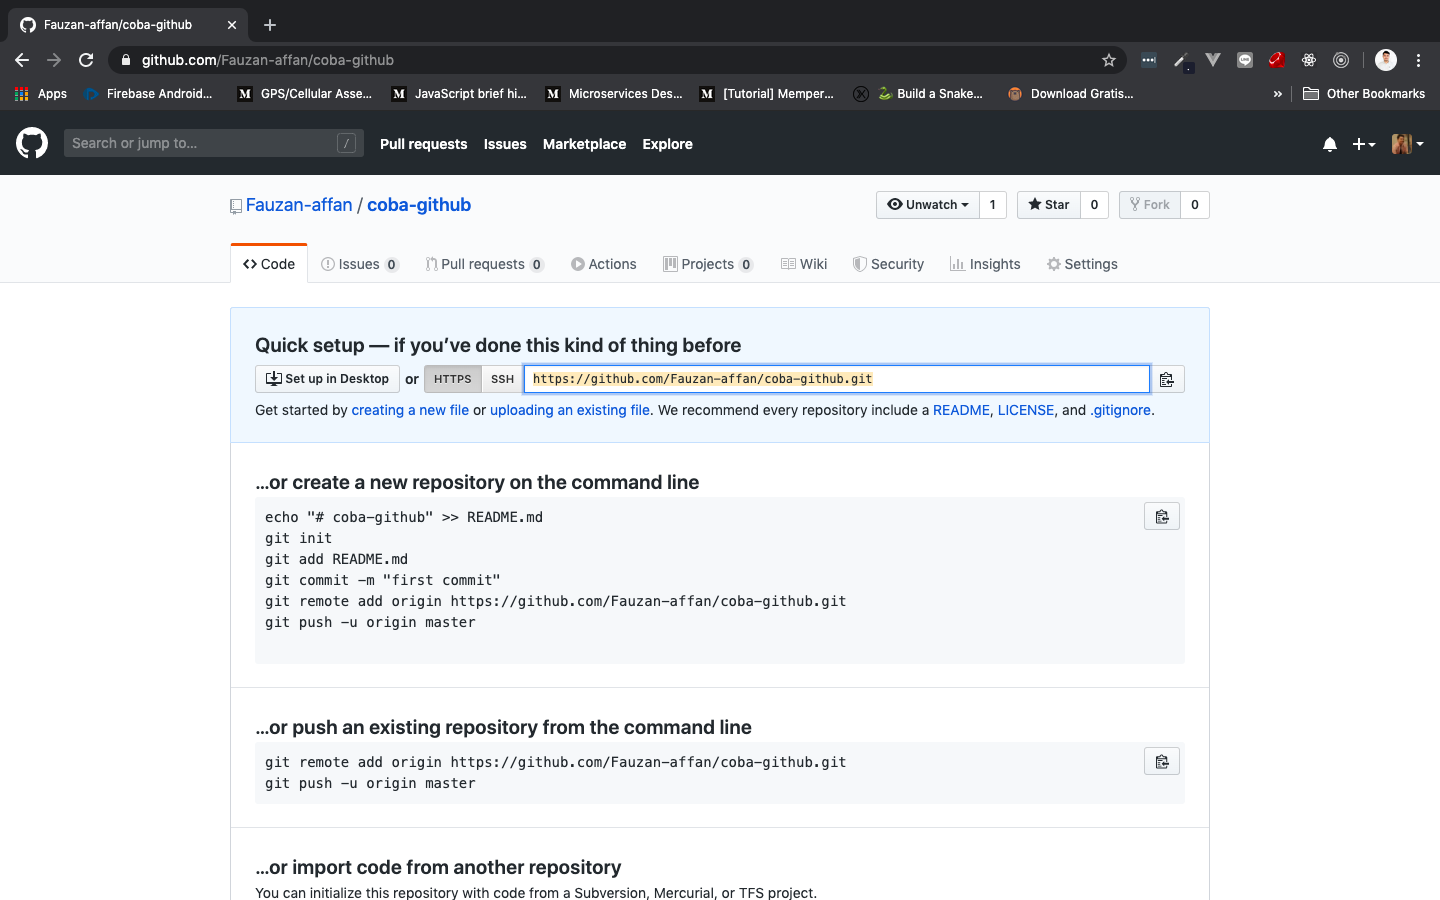 Fauzan-affan/coba-github
github.com/Fauzan-affan/coba-github
Apps Firebase Android... GPS/Cellular Asse... JavaScript brief hi... Microservices Des... [Tutorial] Memper... Build a Snake... Download Gratis... » Other Bookmarks
Search or jump to... / Pull requests Issues Marketplace Explore
Fauzan-affan / coba-github Unwatch 1 Star 0 Fork 0
Code Issues 0 Pull requests 0 Actions Projects 0 Wiki Security Insights Settings
Quick setup — if you’ve done this kind of thing before
Set up in Desktop or HTTPS SSH https://github.com/Fauzan-affan/coba-github.git
Get started by creating a new file or uploading an existing file. We recommend every repository include a README, LICENSE, and .gitignore.
…or create a new repository on the command line
echo "# coba-github" >> README.md
git init
git add README.md
git commit -m "first commit"
git remote add origin https://github.com/Fauzan-affan/coba-github.git
git push -u origin master
…or push an existing repository from the command line
git remote add origin https://github.com/Fauzan-affan/coba-github.git
git push -u origin master
…or import code from another repository
You can initialize this repository with code from a Subversion, Mercurial, or TFS project.